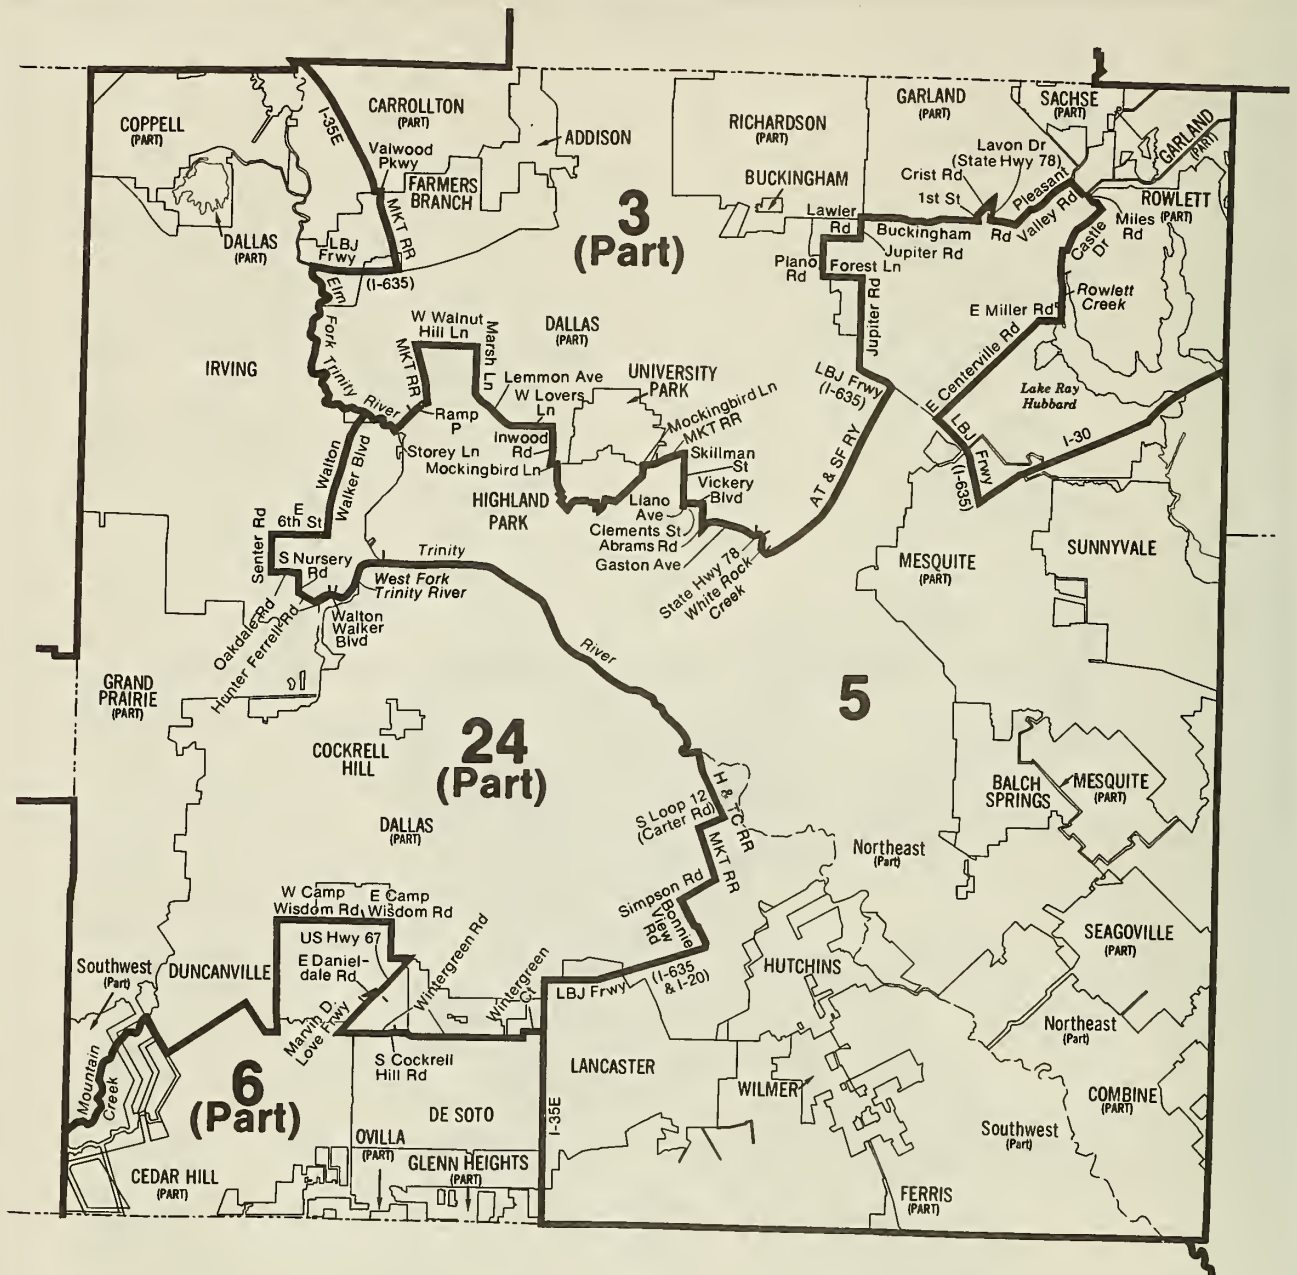 COPPELL
(PART)
I-35E
CARROLLTON
(PART)
ADDISON
Valwood
Pkwy
FARMERS
BRANCH
MKT RR
DALLAS
(PART)
LBJ
Frwy
(I-635)
3
(Part)
RICHARDSON
(PART)
BUCKINGHAM
GARLAND
(PART)
SACHSE
(PART)
GARLAND
(PART)
Lavon Dr
(State Hwy 78)
Crist Rd
1st St
Pleasant
Valley Rd
ROWLETT
(PART)
Miles
Rd
Castle
Dr
Lawler
Rd
Buckingham
Rd
Jupiter Rd
Plano
Rd
Forest Ln
Jupiter Rd
Rowlett
Creek
E Miller Rd
E Centerville Rd
Lake Ray
Hubbard
LBJ Frwy
(I-635)
LBJ
Frwy
(I-635)
I-30
IRVING
Elm
Fork
Trinity
River
W Walnut
Hill Ln
MKT RR
Marsh Ln
DALLAS
(PART)
Lemmon Ave
W Lovers
Ln
UNIVERSITY
PARK
Ramp
P
Inwood
Rd
Mockingbird Ln
MKT RR
Storey Ln
Mockingbird Ln
Skillman
St
Vickery
Blvd
HIGHLAND
PARK
Llano
Ave
Clements St
Abrams Rd
Gaston Ave
State Hwy 78
White Rock
Creek
AT & SF RY
Walton
Walker Blvd
Senter Rd
E
6th St
S Nursery
Rd
Oakdale Rd
Hunter Ferrell Rd
Walton
Walker
Blvd
Trinity
West Fork
Trinity River
River
MESQUITE
(PART)
SUNNYVALE
GRAND
PRAIRIE
(PART)
COCKRELL
HILL
24
(Part)
5
DALLAS
(PART)
BALCH
SPRINGS
MESQUITE
(PART)
H & TC RR
S Loop 12
(Carter Rd)
MKT RR
Northeast
(Part)
Simpson Rd
Bonnie
View
Rd
W Camp
Wisdom Rd
E Camp
Wisdom Rd
US Hwy 67
E Daniel-
dale Rd
Marvin D.
Love Frwy
Wintergreen Rd
Wintergreen
Ct
LBJ Frwy
(I-635
& I-20)
HUTCHINS
SEAGOVILLE
(PART)
Southwest
(Part)
DUNCANVILLE
Mountain
Creek
6
(Part)
S Cockrell
Hill Rd
DE SOTO
I-35E
LANCASTER
WILMER
Northeast
(Part)
COMBINE
(PART)
Southwest
(Part)
OVILLA
(PART)
GLENN HEIGHTS
(PART)
CEDAR HILL
(PART)
FERRIS
(PART)